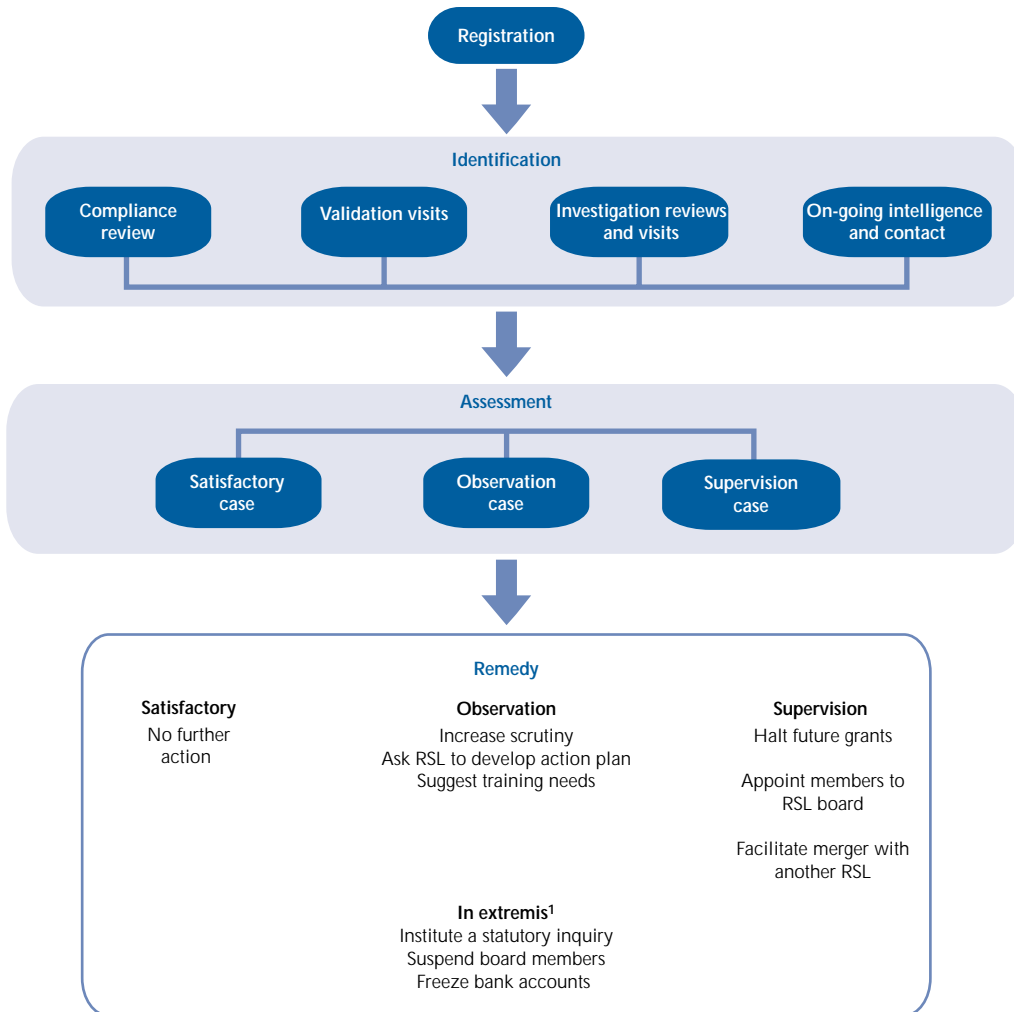 Registration
Identification
Compliance
review
Validation visits
Investigation reviews
and visits
On-going intelligence
and contact
Assessment
Satisfactory
case
Observation
case
Supervision
case
Remedy
Satisfactory
No further
action
Observation
Increase scrutiny
Ask RSL to develop action plan
Suggest training needs
Supervision
Halt future grants
Appoint members to
RSL board
Facilitate merger with
another RSL
In extremis¹
Institute a statutory inquiry
Suspend board members
Freeze bank accounts